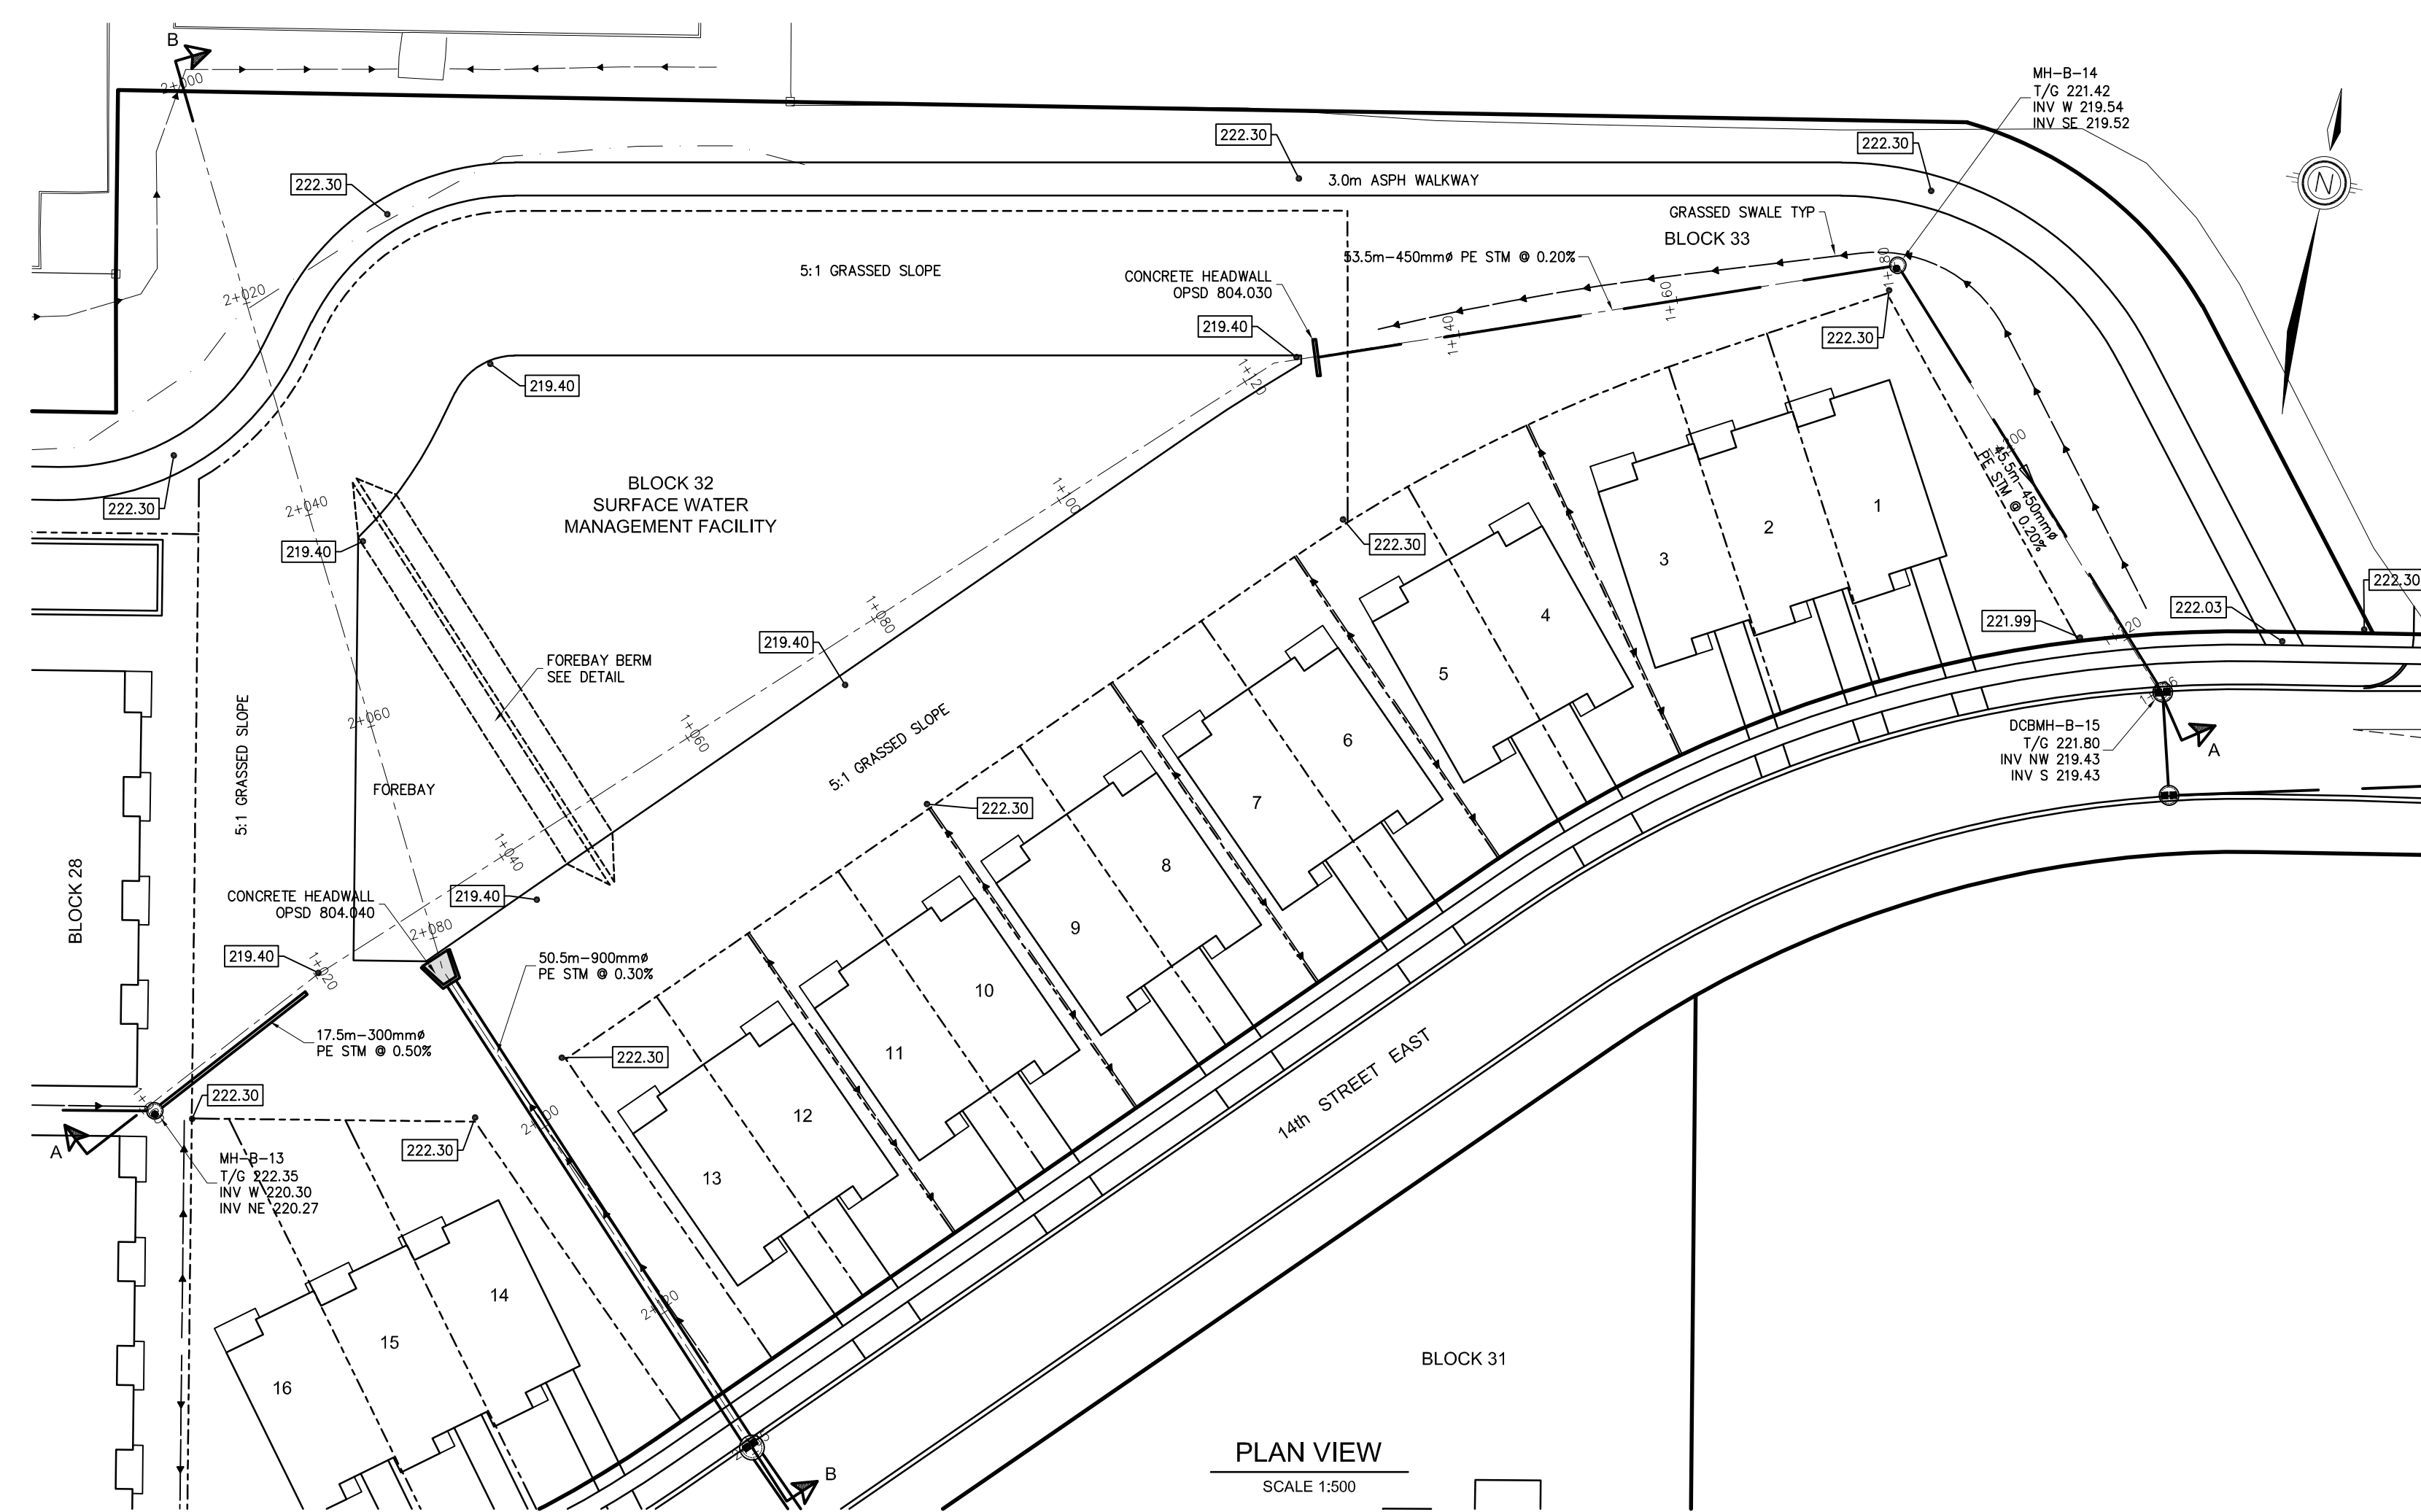 B
2+000
MH-B-14
T/G 221.42
INV W 219.54
INV SE 219.52
222.30
222.30
222.30
3.0m ASPH WALKWAY
N
GRASSED SWALE TYP
BLOCK 33
53.5m-450mmø PE STM @ 0.20%
5:1 GRASSED SLOPE
CONCRETE HEADWALL
OPSD 804.030
2+020
1+180
1+160
1+140
219.40
222.30
1+120
219.40
BLOCK 32
SURFACE WATER
MANAGEMENT FACILITY
222.30
2+040
1+100
219.40
222.30
45.5m-450mmø
PE STM @ 0.20%
1
2
3
4
5
6
7
8
9
10
11
12
13
14
15
16
1+080
219.40
221.99
222.03
222.30
1+220
FOREBAY BERM
SEE DETAIL
5:1 GRASSED SLOPE
2+060
1+060
5:1 GRASSED SLOPE
DCBMH-B-15
T/G 221.80
INV NW 219.43
INV S 219.43
A
FOREBAY
222.30
1+040
BLOCK 28
CONCRETE HEADWALL
OPSD 804.040
219.40
2+080
219.40
1+020
50.5m-900mmø
PE STM @ 0.30%
17.5m-300mmø
PE STM @ 0.50%
222.30
222.30
222.30
2+100
A
MH-B-13
T/G 222.35
INV W 220.30
INV NE 220.27
14th STREET EAST
2+120
BLOCK 31
B
PLAN VIEW
SCALE 1:500